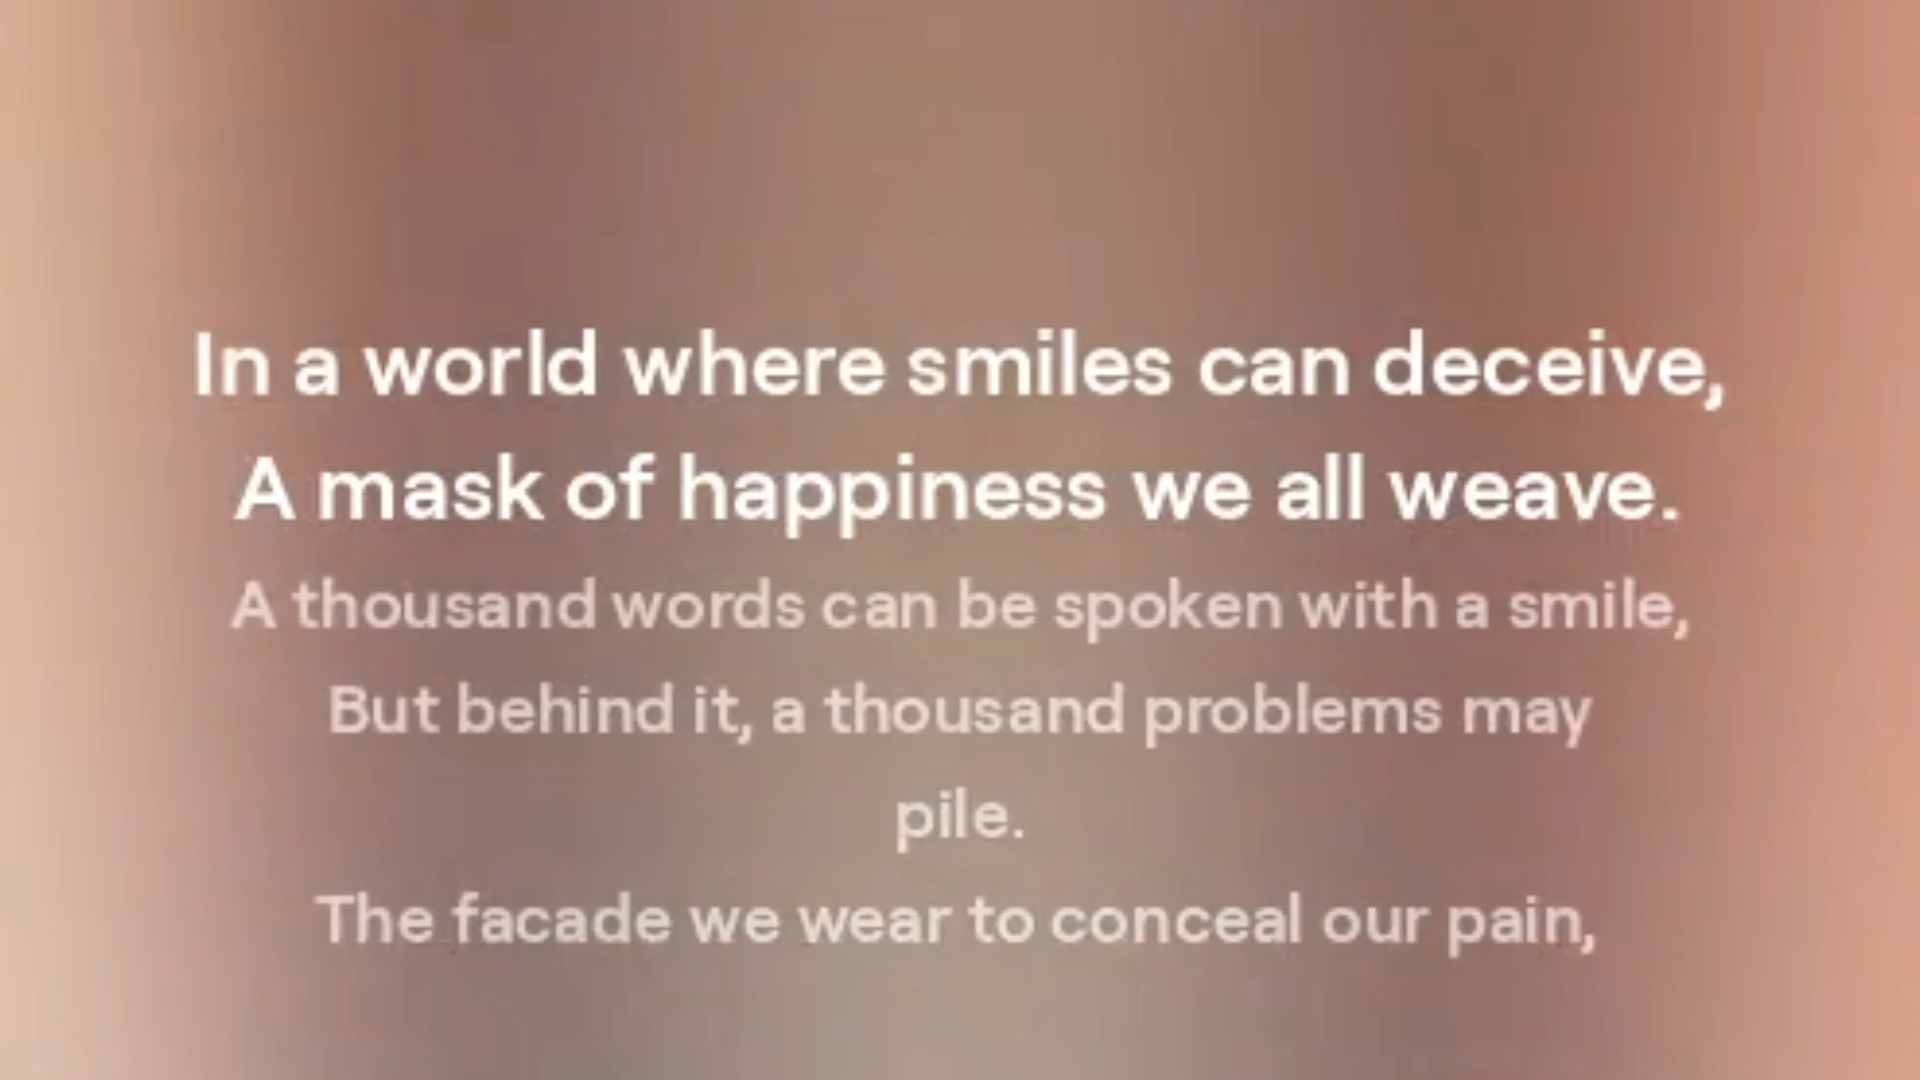 In a world where smiles can deceive,
A mask of happiness we all weave.
A thousand words can be spoken with a smile,
But behind it, a thousand problems may
pile.
The facade we wear to conceal our pain,